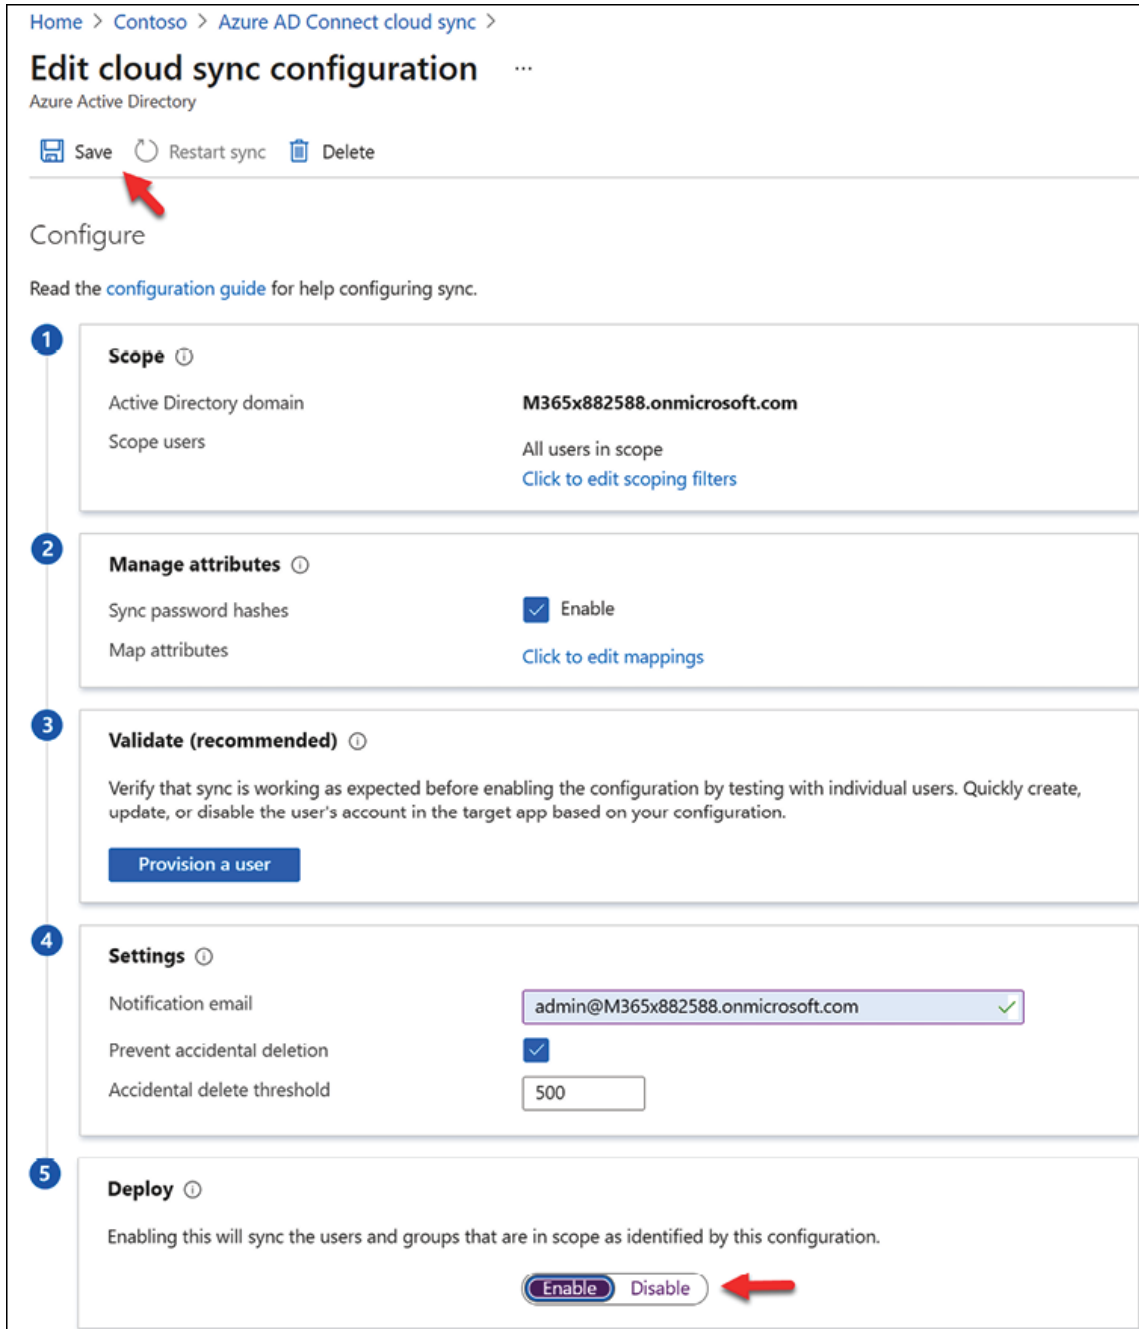 Home > Contoso > Azure AD Connect cloud sync >
Edit cloud sync configuration ...
Azure Active Directory
Save Restart sync Delete
Configure
Read the configuration guide for help configuring sync.
1
Scope
Active Directory domain M365x882588.onmicrosoft.com
Scope users All users in scope
Click to edit scoping filters
2
Manage attributes
Sync password hashes Enable
Map attributes Click to edit mappings
3
Validate (recommended)
Verify that sync is working as expected before enabling the configuration by testing with individual users. Quickly create,
update, or disable the user's account in the target app based on your configuration.
Provision a user
4
Settings
Notification email admin@M365x882588.onmicrosoft.com
Prevent accidental deletion
Accidental delete threshold 500
5
Deploy
Enabling this will sync the users and groups that are in scope as identified by this configuration.
Enable Disable